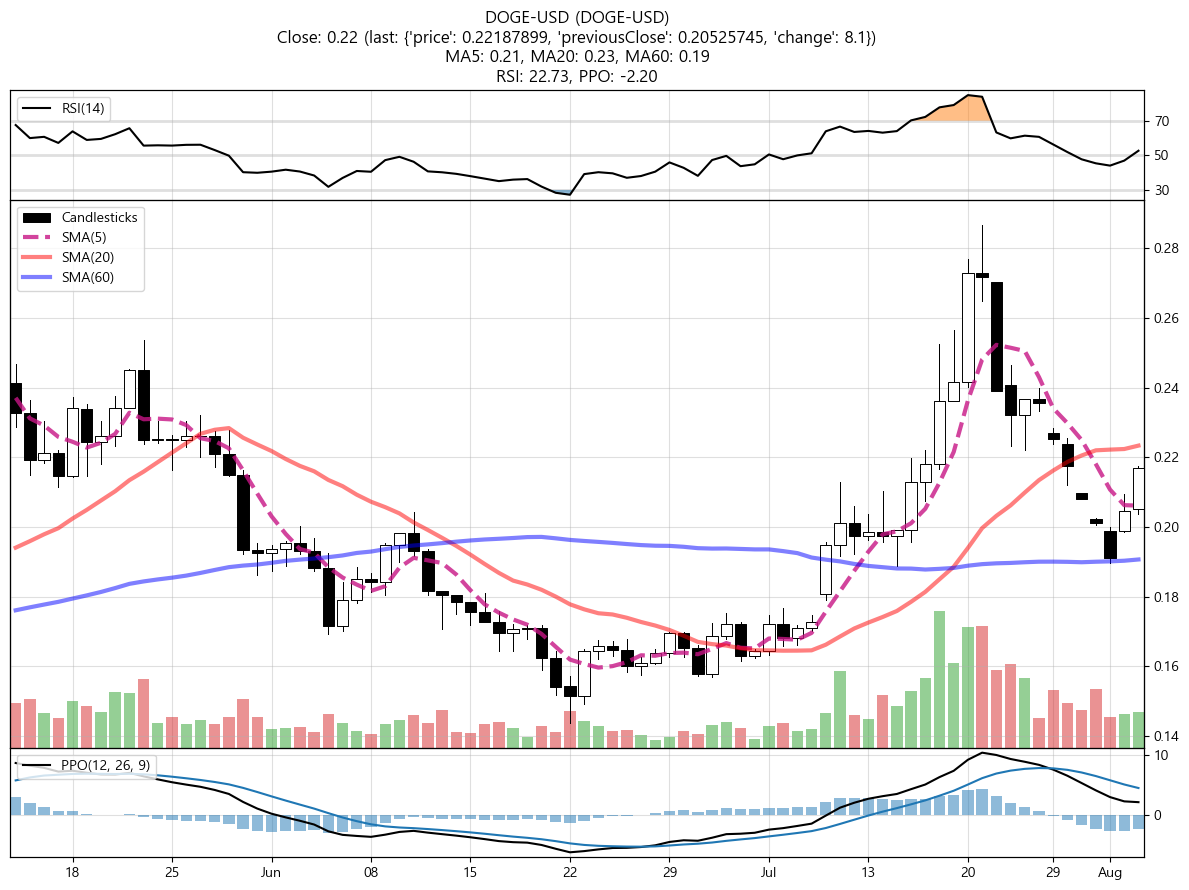 DOGE-USD (DOGE-USD)
Close: 0.22 (last: {'price': 0.22187899, 'previousClose': 0.20525745, 'change': 8.1})
MA5: 0.21, MA20: 0.23, MA60: 0.19
RSI: 22.73, PPO: -2.20
RSI(14)
70
50
30
Candlesticks
SMA(5)
SMA(20)
SMA(60)
0.28
0.26
0.24
0.22
0.20
0.18
0.16
0.14
PPO(12, 26, 9)
10
0
18 25 Jun 08 15 22 29 Jul 13 20 29 Aug